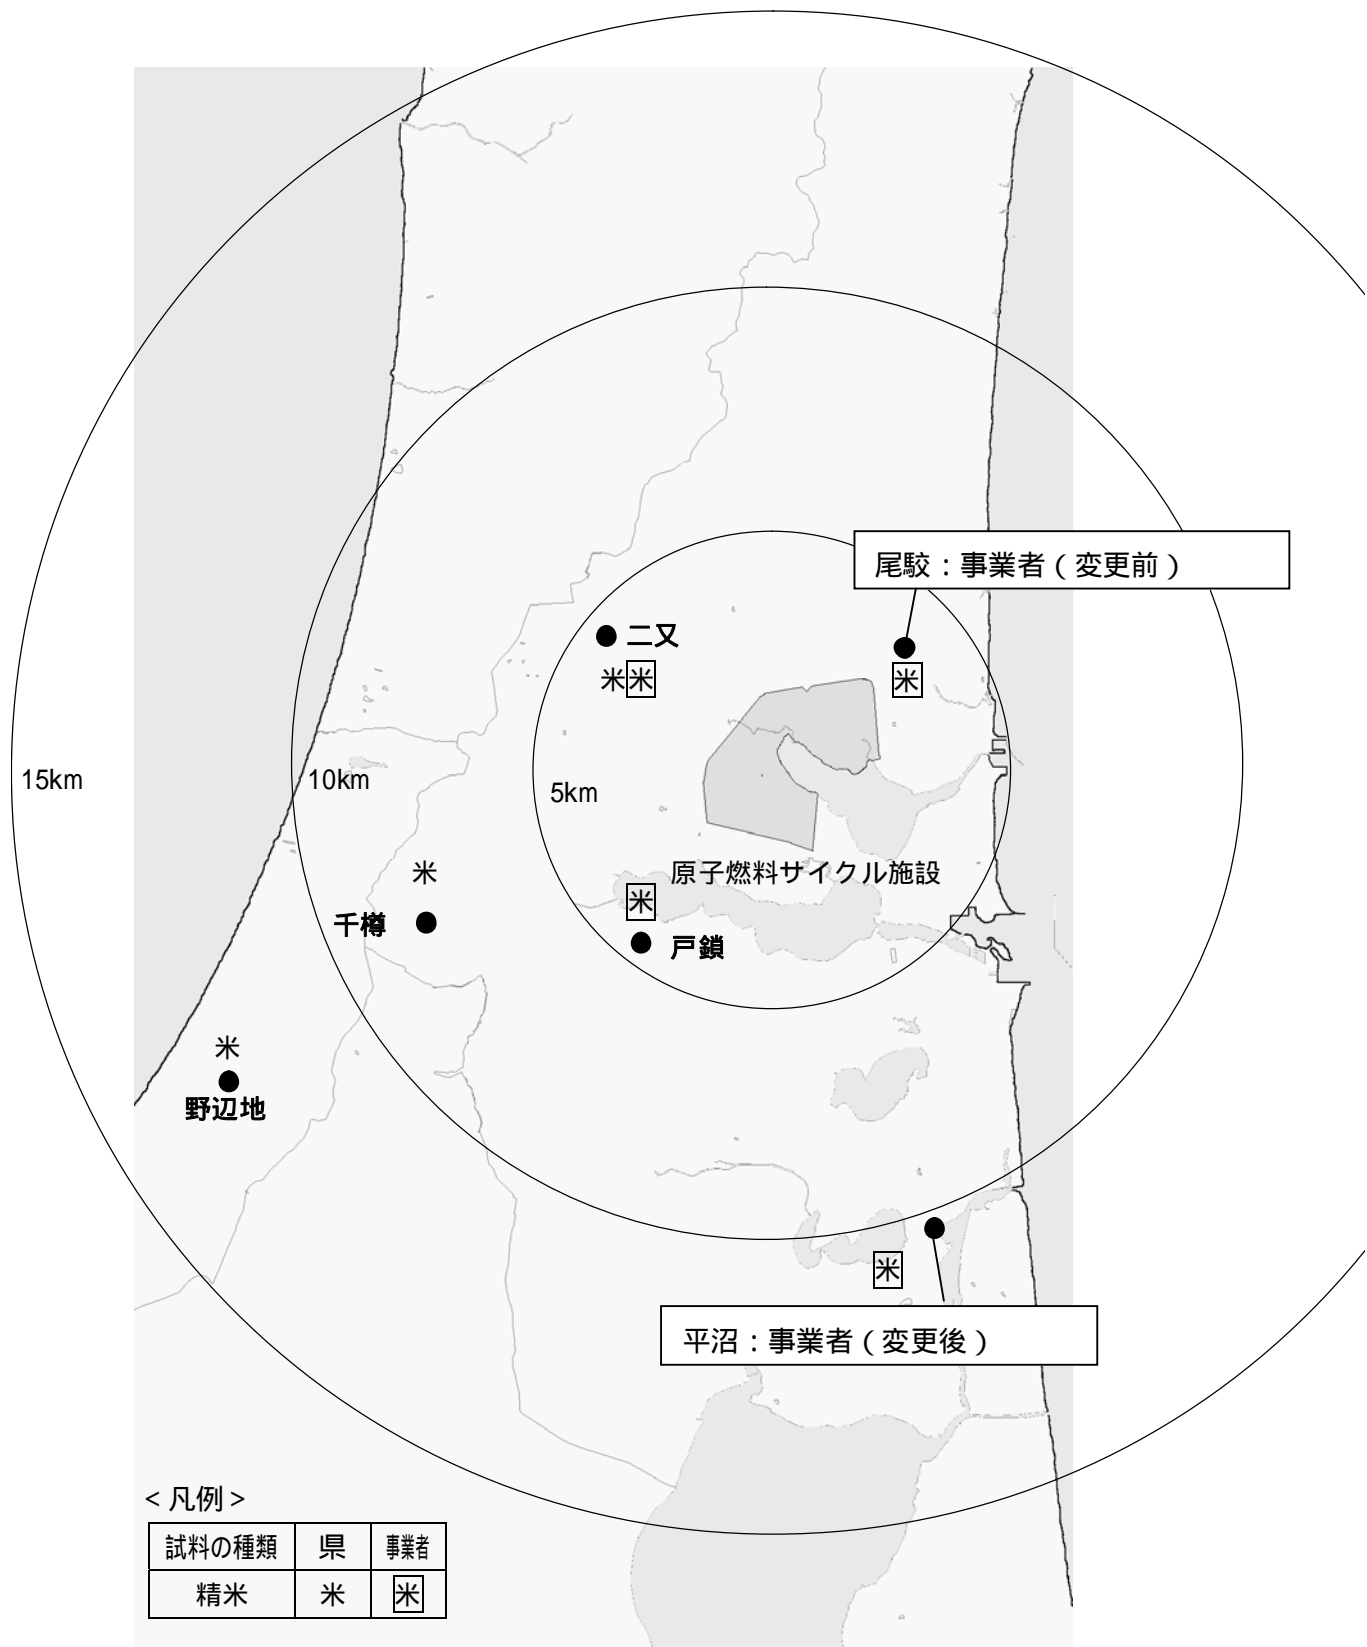 尾駮：事業者（変更前）
二又
米米
米
15km
10km
5km
原子燃料サイクル施設
米
米
千樽
戸鎖
米
野辺地
米
平沼：事業者（変更後）
<凡例>
試料の種類 県 事業者
精米 米 米